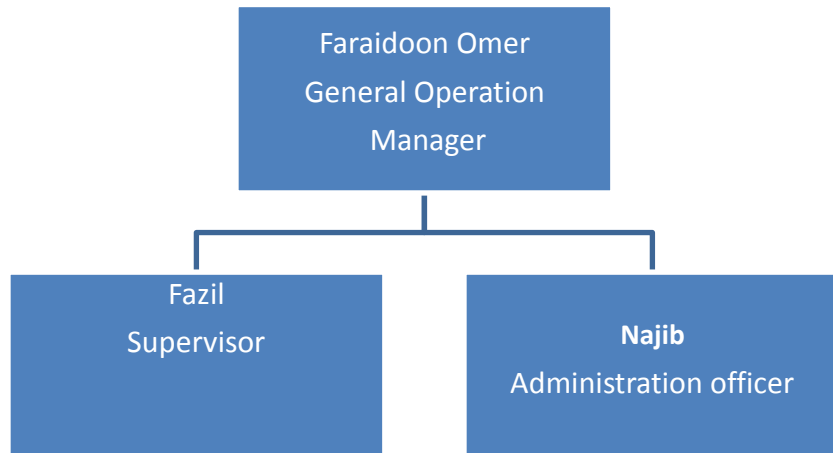 Faraidoon Omer
General Operation
Manager
Fazil
Supervisor
Najib
Administration officer